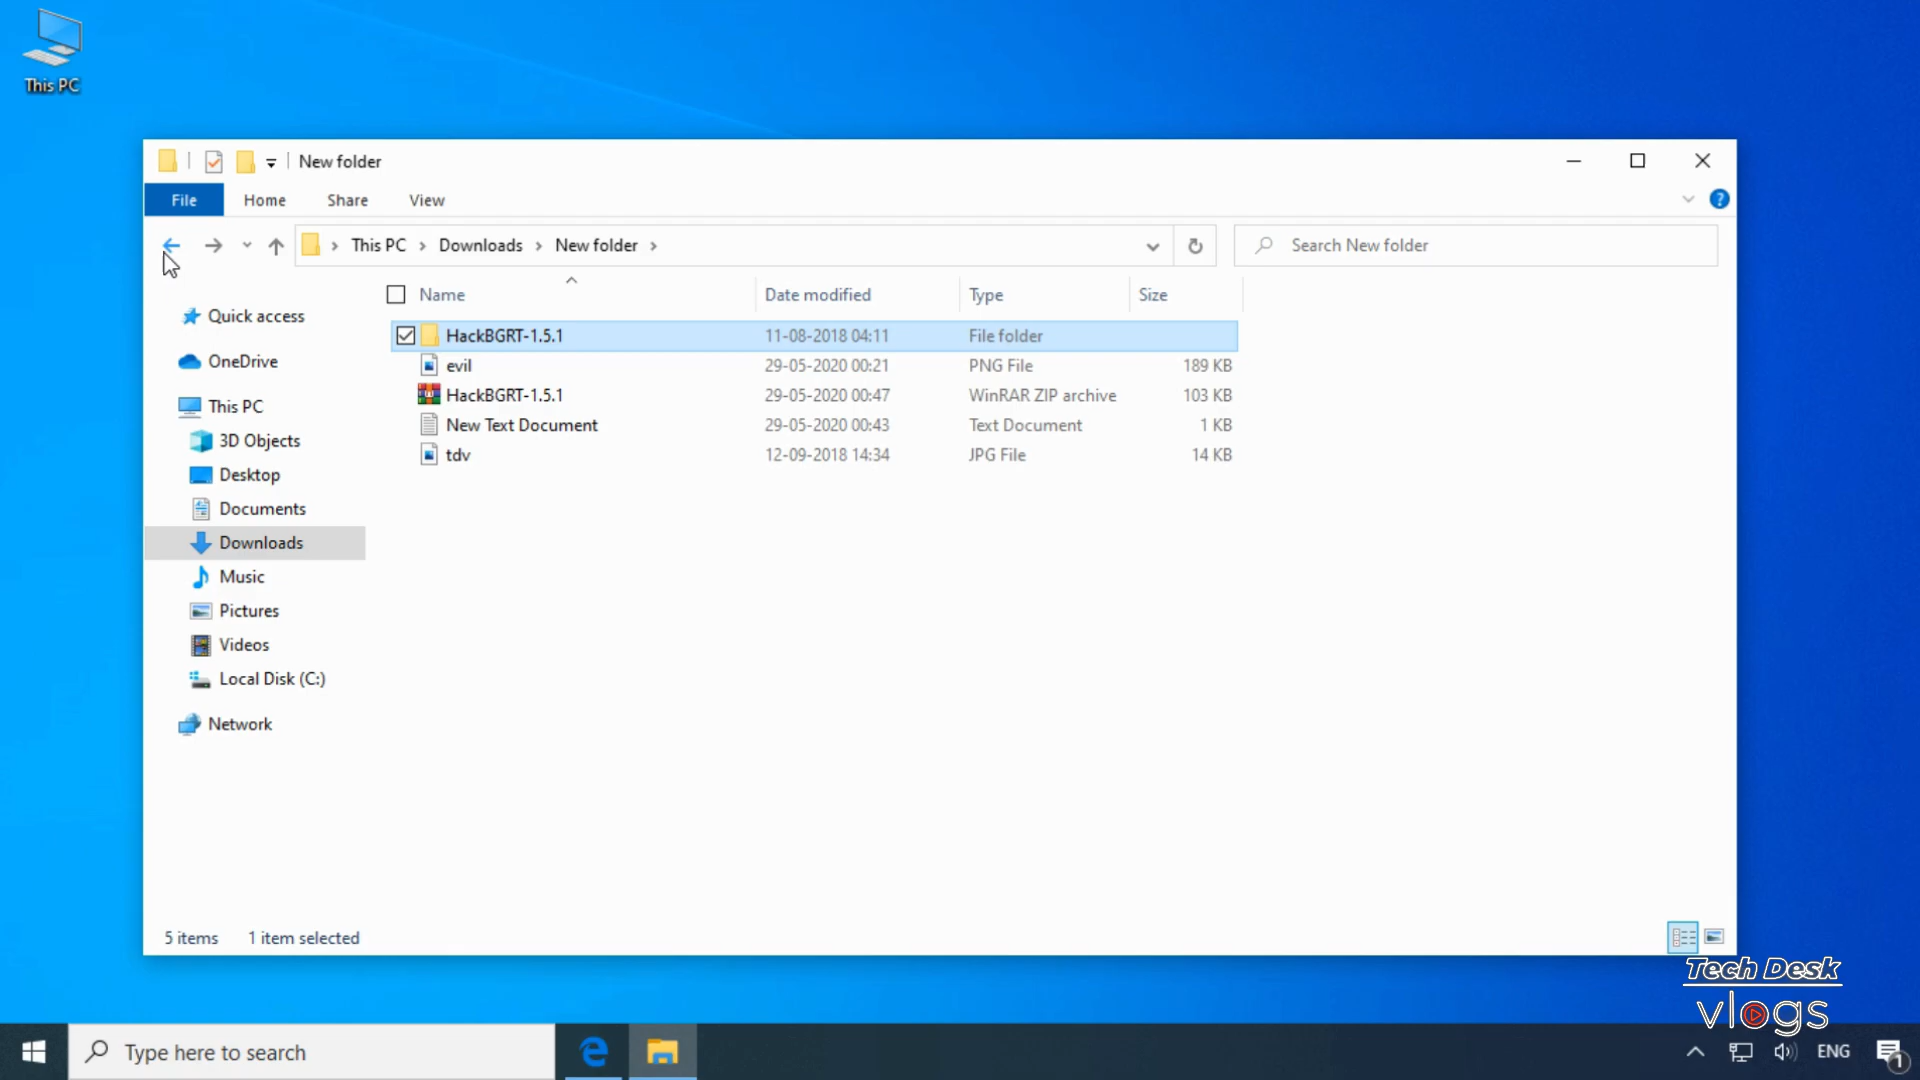 This PC
New folder
File Home Share View
This PC Downloads New folder
Search New folder
Name Date modified Type Size
HackBGRT-1.5.1 11-08-2018 04:11 File folder
evil 29-05-2020 00:21 PNG File 189 KB
HackBGRT-1.5.1 29-05-2020 00:47 WinRAR ZIP archive 103 KB
New Text Document 29-05-2020 00:43 Text Document 1 KB
tdv 12-09-2018 14:34 JPG File 14 KB
Quick access
OneDrive
This PC
3D Objects
Desktop
Documents
Downloads
Music
Pictures
Videos
Local Disk (C:)
Network
5 items 1 item selected
Tech Desk
vlogs
Type here to search
ENG
1